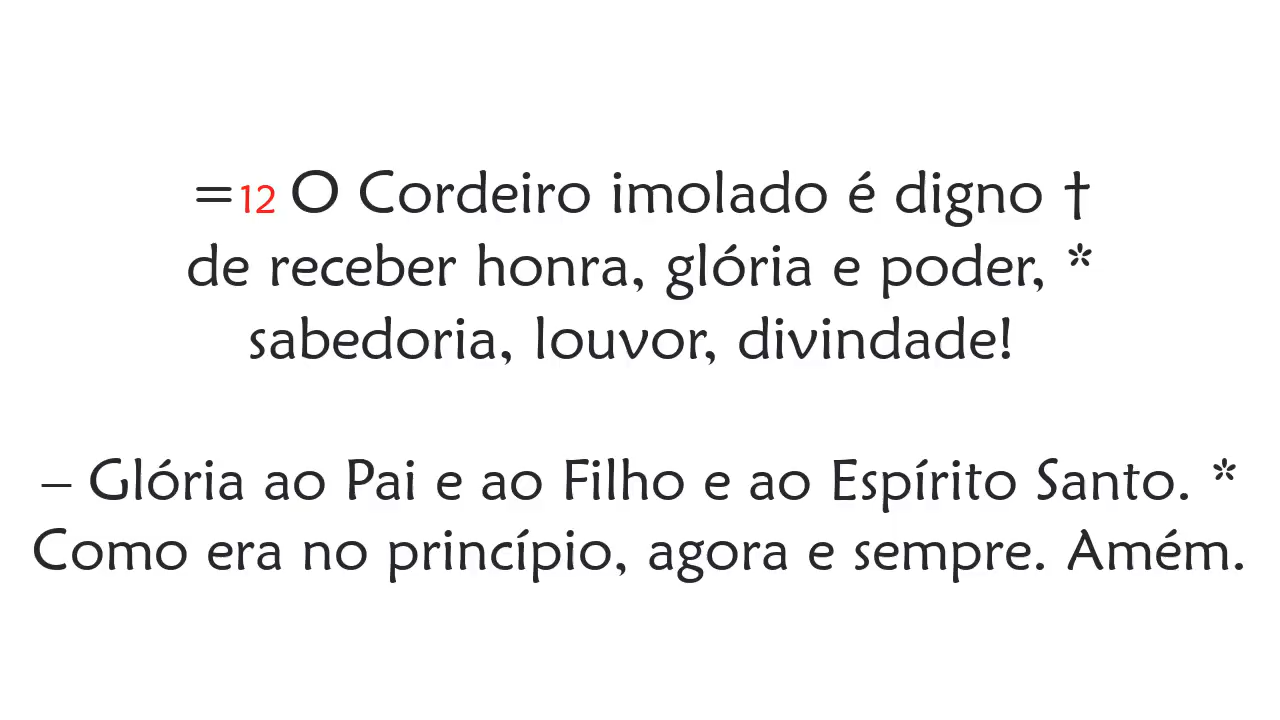 =12 O Cordeiro imolado é digno †
de receber honra, glória e poder, *
sabedoria, louvor, divindade!
– Glória ao Pai e ao Filho e ao Espírito Santo. *
Como era no princípio, agora e sempre. Amém.